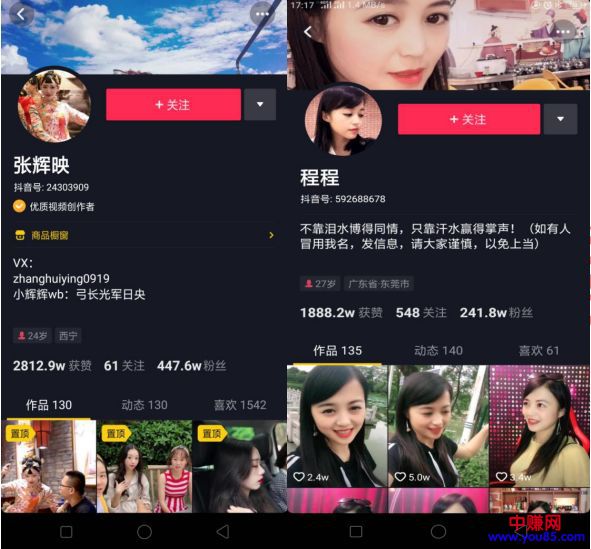 + 关注
张辉映
抖音号: 24303909
优质视频创作者
商品橱窗
VX:
zhanghuiying0919
小辉辉wb：弓长光军日央
24岁 西宁
2812.9w 获赞 61 关注 447.6w 粉丝
作品 130 动态 130 喜欢 1542
置顶
置顶
置顶
17:17 1.4 MB/s
+ 关注
程程
抖音号: 592688678
不靠泪水博得同情，只靠汗水赢得掌声！（如有人
冒用我名，发信息，请大家谨慎，以免上当）
27岁 广东省·东莞市
1888.2w 获赞 548 关注 241.8w 粉丝
作品 135 动态 140 喜欢 61
2.4w 5.0w 3.4w
中赚网
www.you85.com